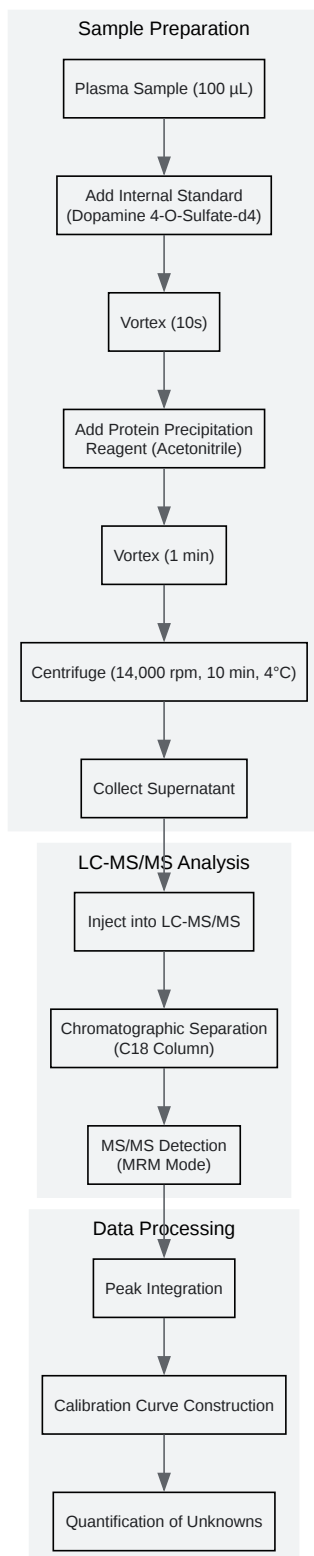 Sample Preparation
Plasma Sample (100 µL)
Add Internal Standard
(Dopamine 4-O-Sulfate-d4)
Vortex (10s)
Add Protein Precipitation
Reagent (Acetonitrile)
Vortex (1 min)
Centrifuge (14,000 rpm, 10 min, 4°C)
Collect Supernatant
LC-MS/MS Analysis
Inject into LC-MS/MS
Chromatographic Separation
(C18 Column)
MS/MS Detection
(MRM Mode)
Data Processing
Peak Integration
Calibration Curve Construction
Quantification of Unknowns